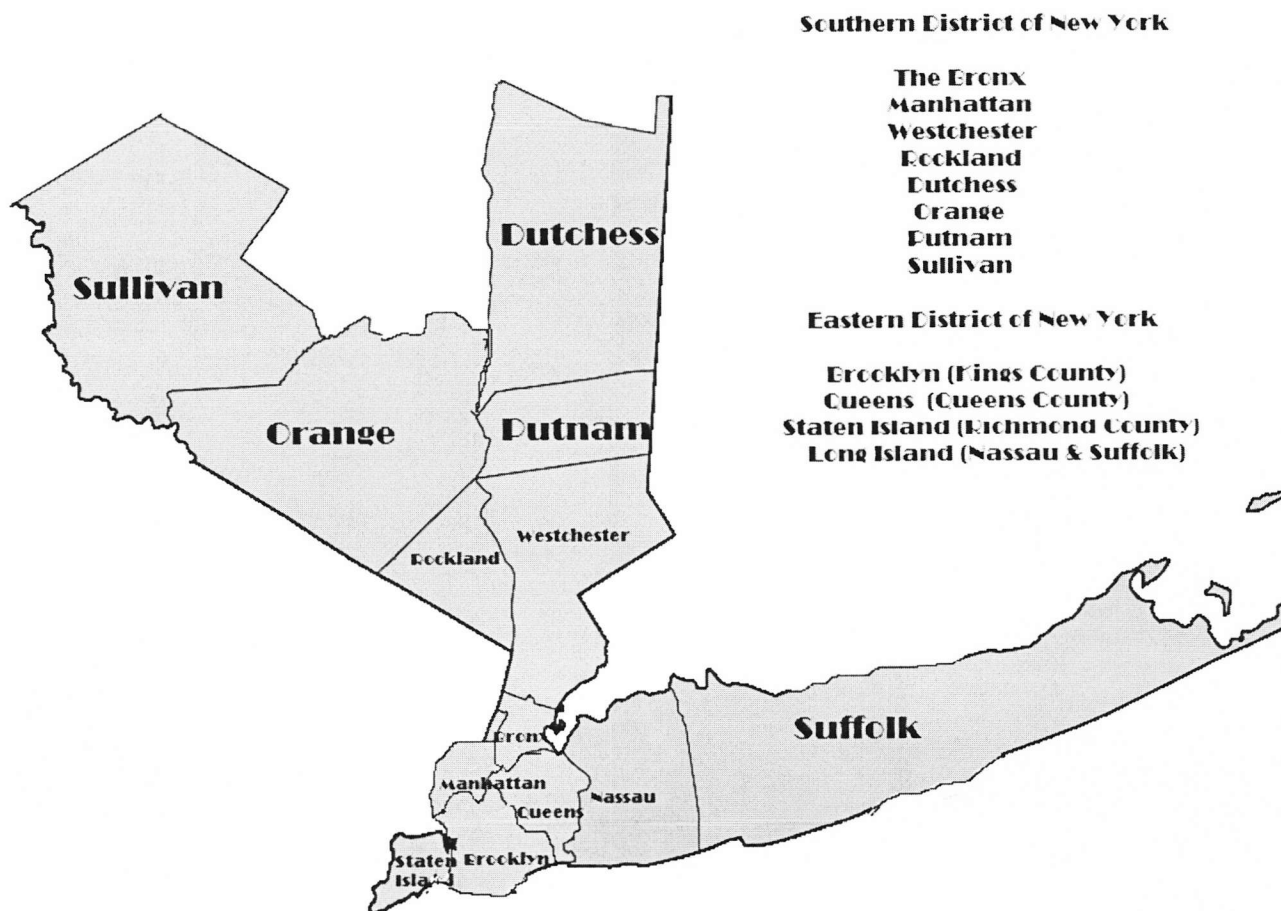 Southern District of New York
The Bronx
Manhattan
Westchester
Rockland
Dutchess
Orange
Putnam
Sullivan
Eastern District of New York
Brooklyn (Kings County)
Queens (Queens County)
Staten Island (Richmond County)
Long Island (Nassau & Suffolk)
Dutchess
Sullivan
Orange
Putnam
Westchester
Rockland
Suffolk
Bronx
Manhattan
Nassau
Queens
Staten
Island
Brooklyn